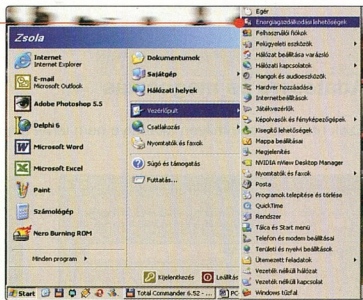 Zsola
Internet
Internet Explorer
E-mail
Microsoft Outlook
Adobe Photoshop 5.5
Delphi 6
Microsoft Word
Microsoft Excel
Paint
Számológép
Nero Burning ROM
Minden program
Dokumentumok
Sajátgép
Hálózati helyek
Vezérlőpult
Csatlakozás
Nyomtatók és faxok
Súgó és támogatás
Futtatás...
Kijelentkezés
Leállítás
Egér
Energiagazdálkodási lehetőségek
Felhasználói fiókok
Felügyeleti eszközök
Hálózat beállítása varázsló
Hálózati kapcsolatok
Hangok és audioeszközök
Hardver hozzáadása
Internetbeállítások
Játékvezérlők
Képolvasók és fényképezőgépek
Kisegítő lehetőségek
Mappa beállításai
Megjelenítés
NVIDIA nView Desktop Manager
Nyomtatók és faxok
Posta
Programok telepítése és törlése
QuickTime
Rendszer
Tálca és Start menü
Telefon és modem beállításai
Területi és nyelvi beállítások
Ütemezett feladatok
Vezeték nélküli hálózat
Vezeték nélküli kapcsolat
Windows tűzfal
Start
Total Commander 6.52 - ...
PC